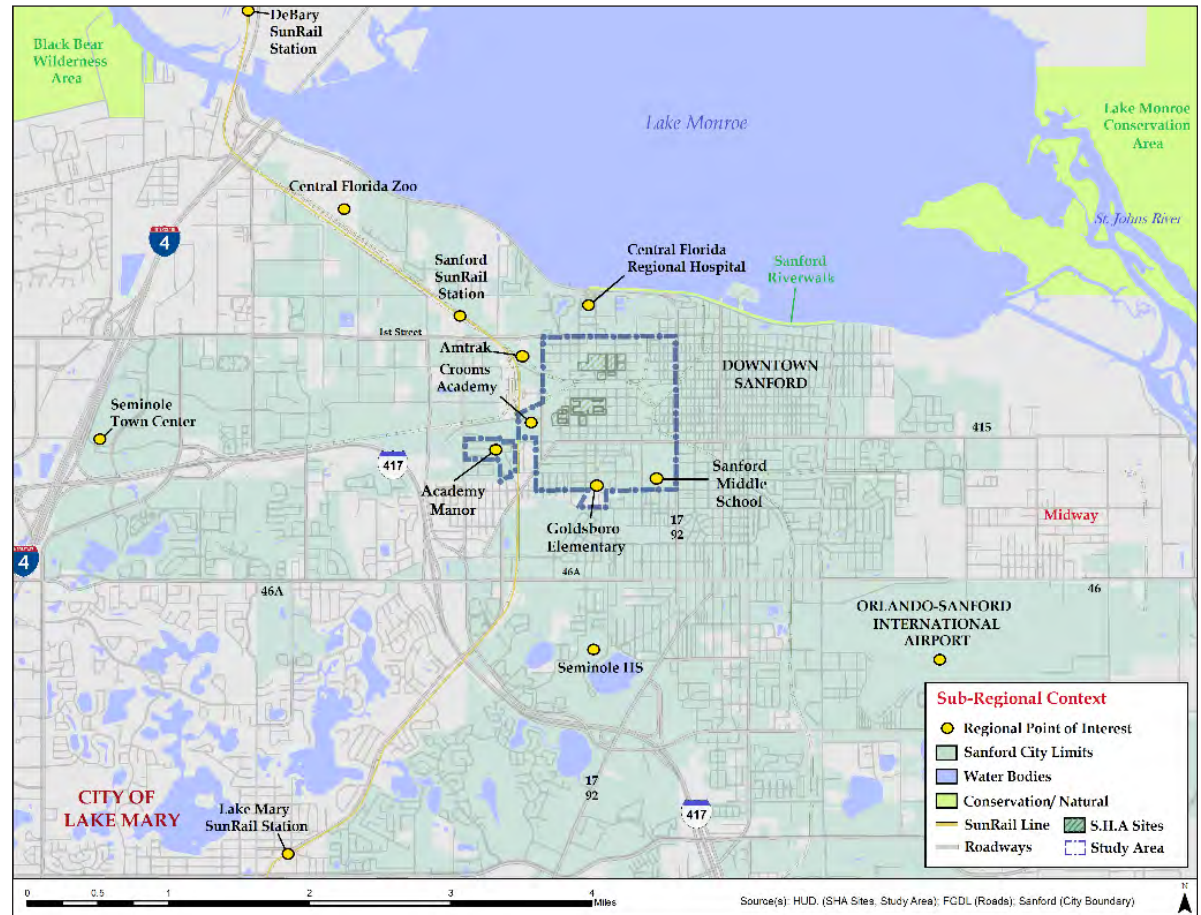 DeBary
SunRail
Station
Black Bear
Wilderness
Area
Lake Monroe
Lake Monroe
Conservation
Area
St. Johns River
Central Florida Zoo
4
Sanford
SunRail
Station
Central Florida
Regional Hospital
Sanford
Riverwalk
1st Street
Amtrak
Crooms
Academy
DOWNTOWN
SANFORD
Seminole
Town Center
415
417
Academy
Manor
Sanford
Middle
School
Goldsboro
Elementary
17
92
Midway
4
46A
46A
46
ORLANDO-SANFORD
INTERNATIONAL
AIRPORT
Seminole HS
Sub-Regional Context
Regional Point of Interest
Sanford City Limits
Water Bodies
Conservation/ Natural
SunRail Line
S.H.A Sites
Roadways
Study Area
CITY OF
LAKE MARY
Lake Mary
SunRail Station
17
92
417
0 0.5 1 2 3 4
Miles
Source(s): HUD. (SHA Sites, Study Area); FGDL (Roads); Sanford (City Boundary)
N